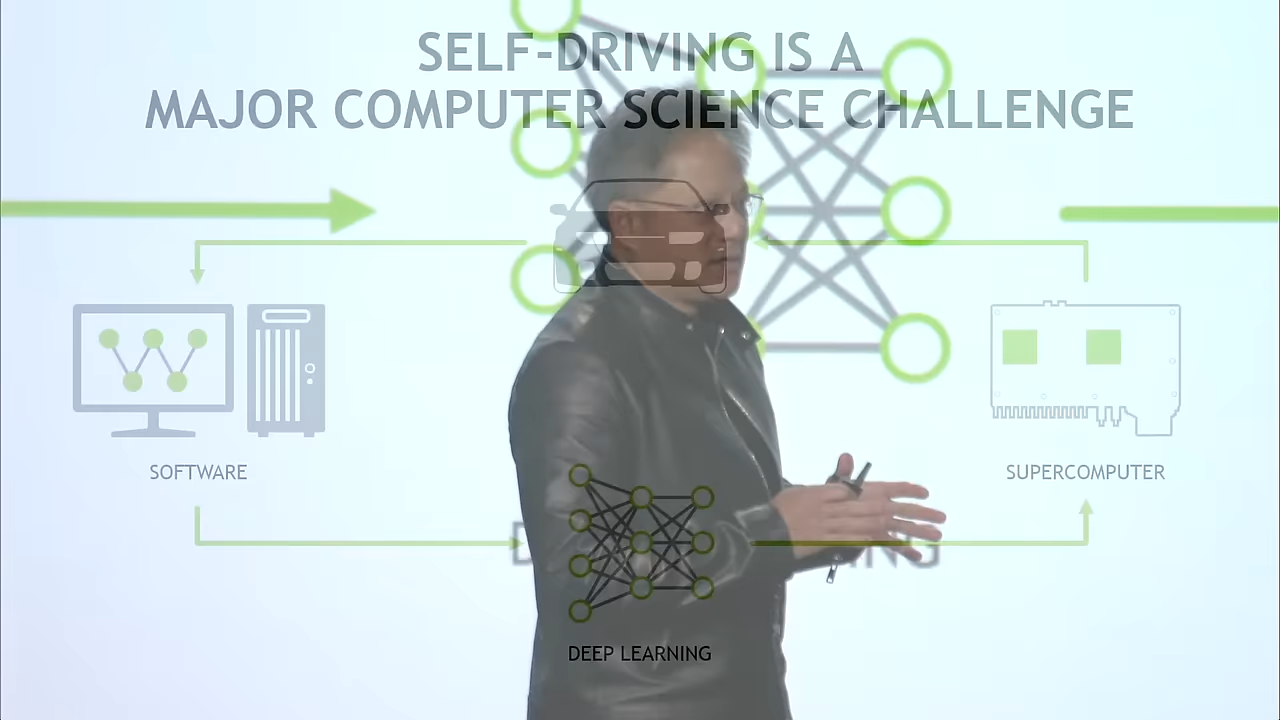 SELF-DRIVING IS A
MAJOR COMPUTER SCIENCE CHALLENGE
SOFTWARE
SUPERCOMPUTER
DEEP LEARNING